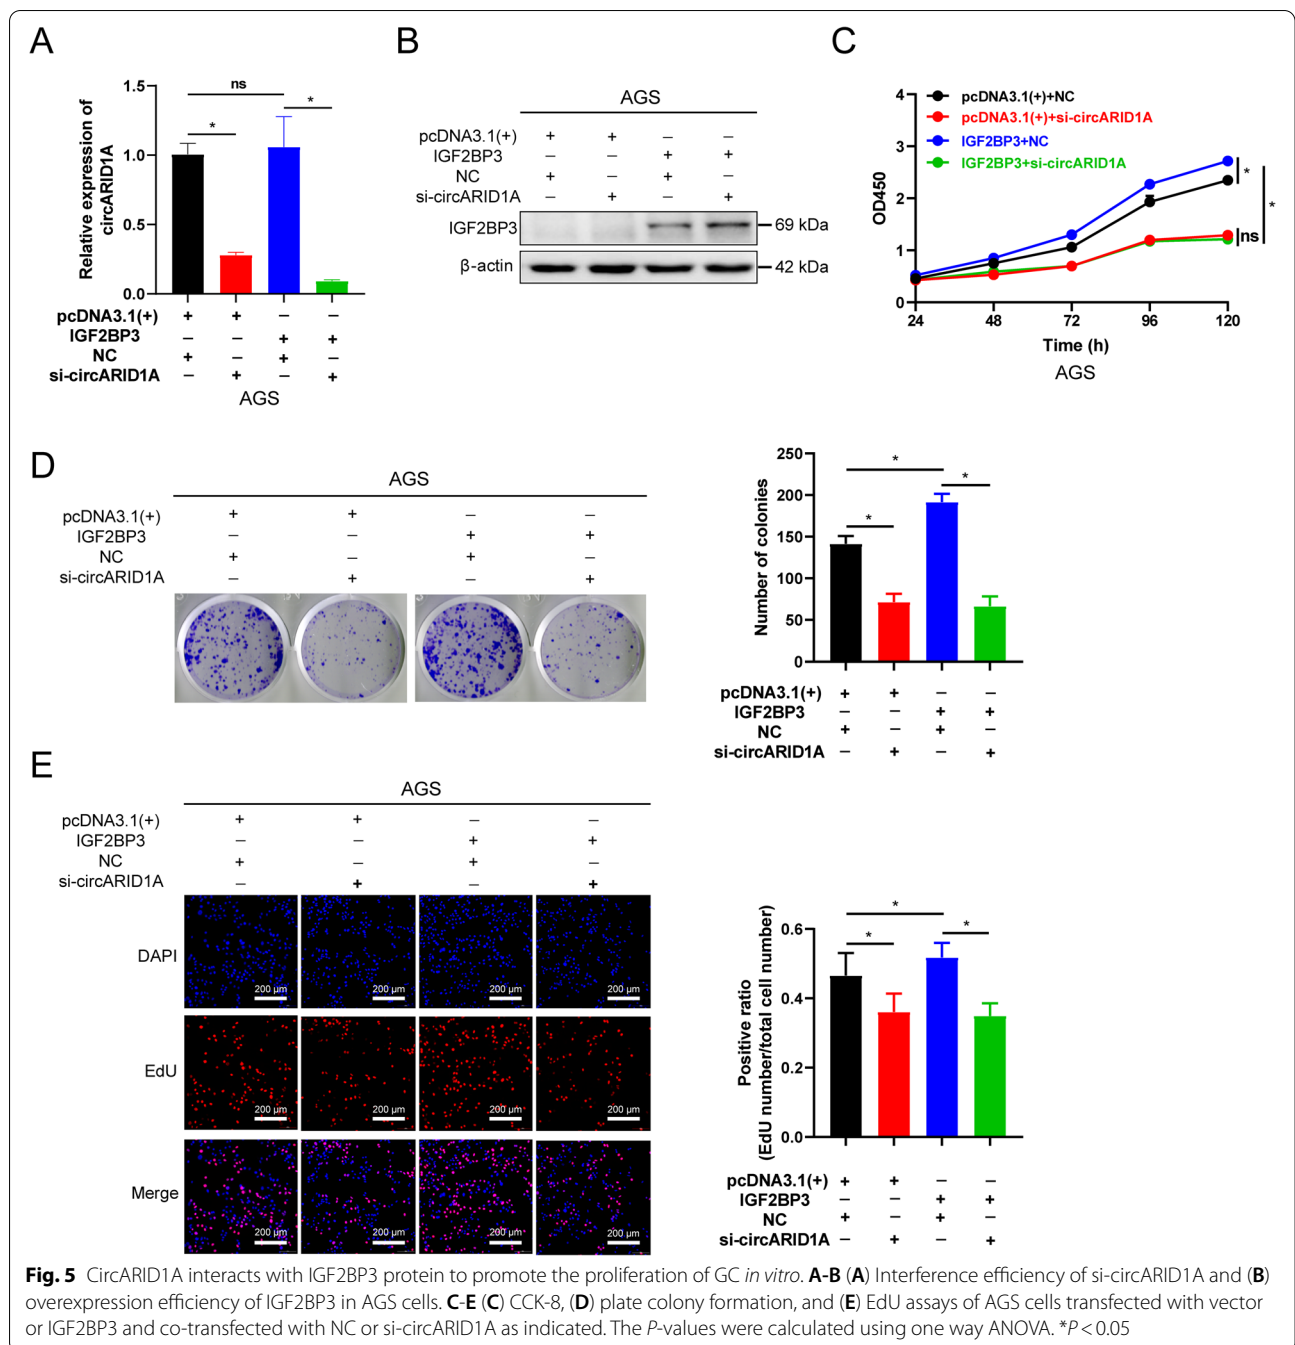 A
Relative expression of
circARID1A
1.5
1.0
0.5
0.0
ns
*
*
pcDNA3.1(+) + + − −
IGF2BP3 − − + +
NC + − + −
si-circARID1A − + − +
AGS
B
AGS
pcDNA3.1(+) + + − −
IGF2BP3 − − + +
NC + − + −
si-circARID1A − + − +
IGF2BP3 69 kDa
β-actin 42 kDa
C
OD450
4
3
2
1
0
pcDNA3.1(+)+NC
pcDNA3.1(+)+si-circARID1A
IGF2BP3+NC
IGF2BP3+si-circARID1A
*
*
ns
24 48 72 96 120
Time (h)
AGS
D
AGS
pcDNA3.1(+) + + − −
IGF2BP3 − − + +
NC + − + −
si-circARID1A − + − +
Number of colonies
250
200
150
100
50
0
*
*
*
pcDNA3.1(+) + + − −
IGF2BP3 − − + +
NC + − + −
si-circARID1A − + − +
E
AGS
pcDNA3.1(+) + + − −
IGF2BP3 − − + +
NC + − + −
si-circARID1A − + − +
DAPI
200 µm 200 µm 200 µm 200 µm
EdU
200 µm 200 µm 200 µm 200 µm
Merge
200 µm 200 µm 200 µm 200 µm
Positive ratio
(EdU number/total cell number)
0.6
0.4
0.2
0.0
*
*
*
pcDNA3.1(+) + + − −
IGF2BP3 − − + +
NC + − + −
si-circARID1A − + − +
Fig. 5 CircARID1A interacts with IGF2BP3 protein to promote the proliferation of GC in vitro. A-B (A) Interference efficiency of si-circARID1A and (B)
overexpression efficiency of IGF2BP3 in AGS cells. C-E (C) CCK-8, (D) plate colony formation, and (E) EdU assays of AGS cells transfected with vector
or IGF2BP3 and co-transfected with NC or si-circARID1A as indicated. The P-values were calculated using one way ANOVA. *P < 0.05